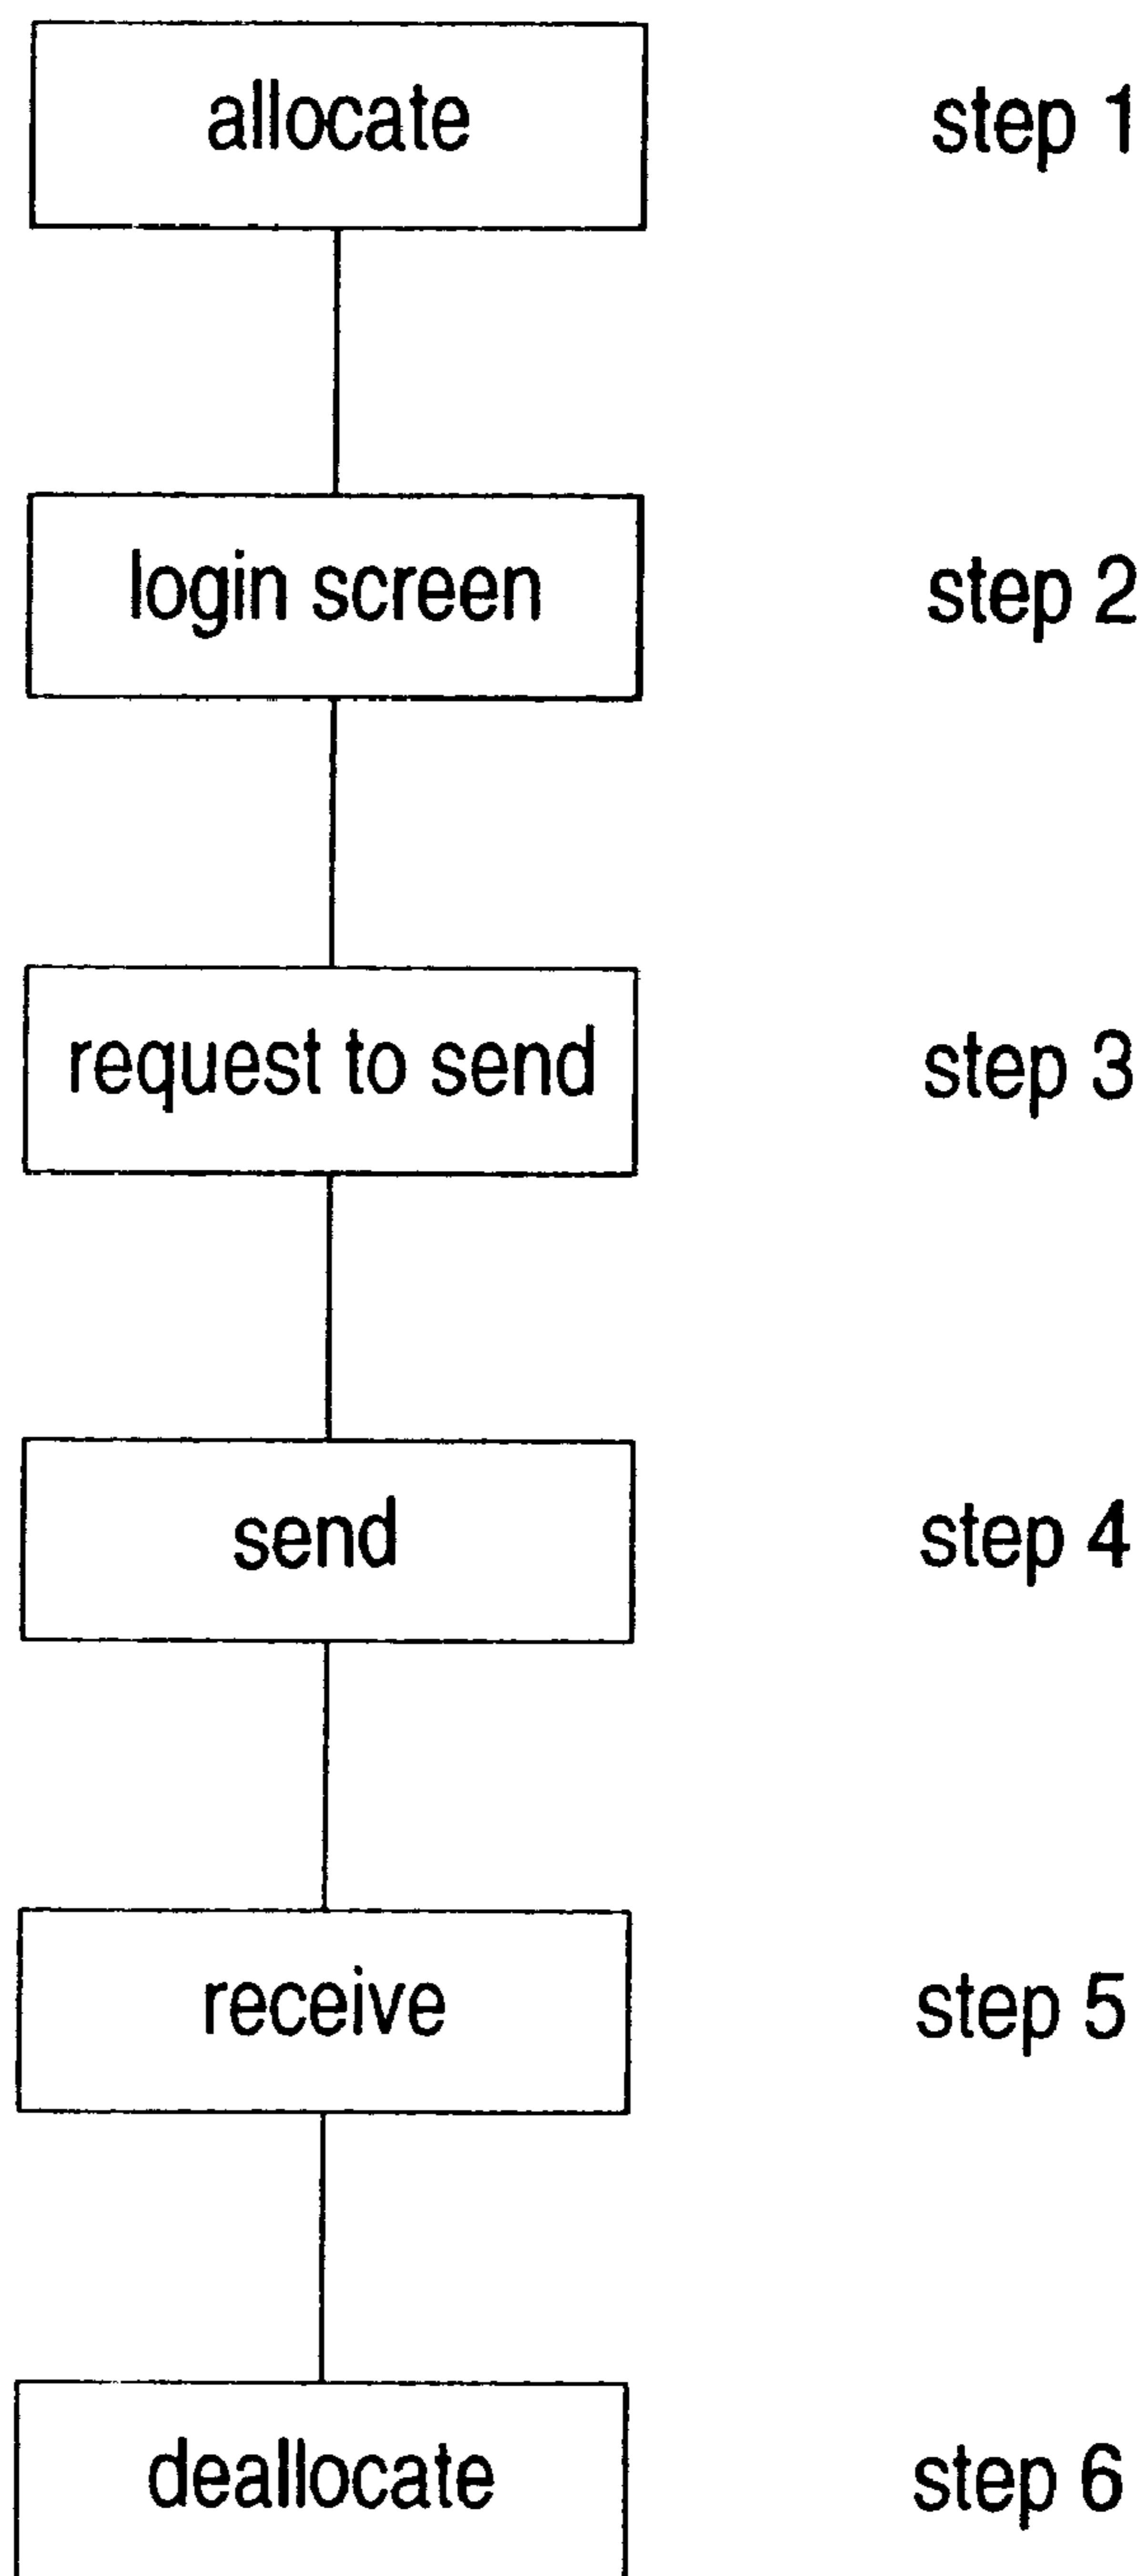 allocate step 1
login screen step 2
request to send step 3
send step 4
receive step 5
deallocate step 6